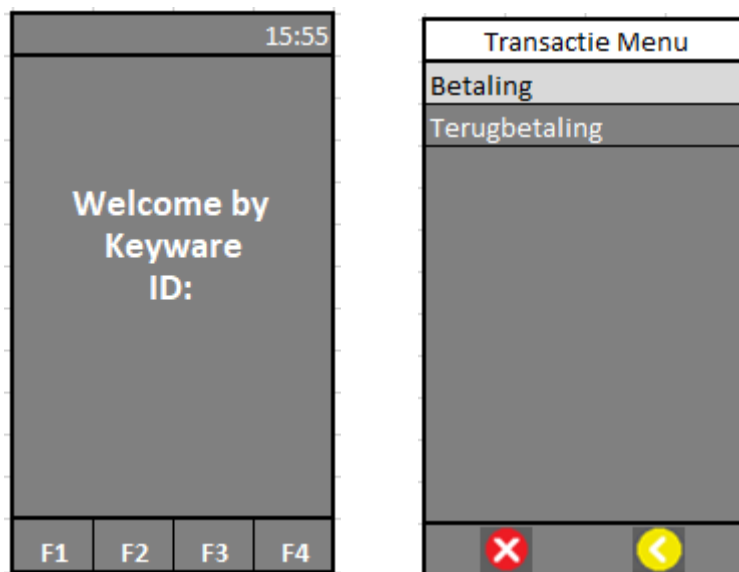 15:55
Welcome by
Keyware
ID:
F1 F2 F3 F4
Transactie Menu
Betaling
Terugbetaling